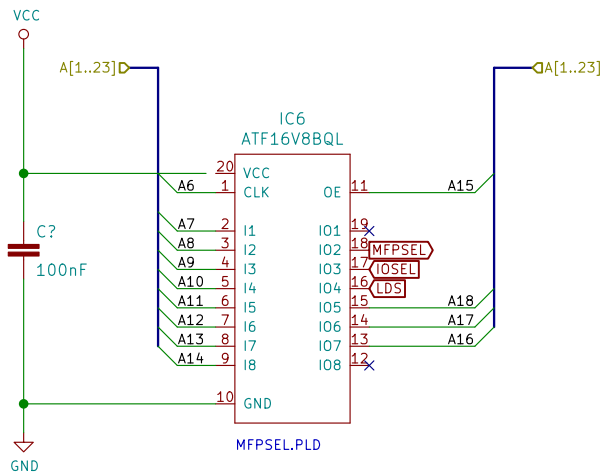 VCC
A[1..23]
A[1..23]
IC6
ATF16V8BQL
20 VCC
A6 1 CLK
OE 11 A15
A7 2 I1
IO1 19
A8 3 I2
IO2 18 MFPSEL
A9 4 I3
IO3 17 IOSEL
A10 5 I4
IO4 16 LDS
A11 6 I5
IO5 15 A18
A12 7 I6
IO6 14 A17
A13 8 I7
IO7 13 A16
A14 9 I8
IO8 12
C?
100nF
10 GND
MFPSEL.PLD
GND